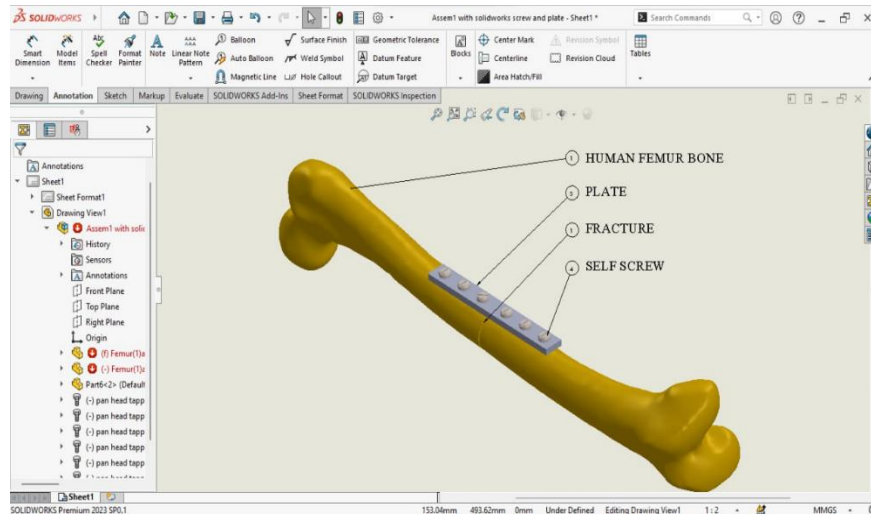 DS SOLIDWORKS
Assem1 with solidworks screw and plate - Sheet1 *
Search Commands
Smart Dimension
Model Items
Spell Checker
Format Painter
Note
Linear Note Pattern
Balloon
Auto Balloon
Magnetic Line
Surface Finish
Weld Symbol
Hole Callout
Geometric Tolerance
Datum Feature
Datum Target
Blocks
Center Mark
Centerline
Area Hatch/Fill
Revision Symbol
Revision Cloud
Tables
Drawing Annotation Sketch Markup Evaluate SOLIDWORKS Add-Ins Sheet Format SOLIDWORKS Inspection
Annotations
Sheet1
Sheet Format1
Drawing View1
Assem1 with solid
History
Sensors
Annotations
Front Plane
Top Plane
Right Plane
Origin
(f) Femur(1)a
(-) Femur(1)a
Part6<2> (Default
(-) pan head tapp
(-) pan head tapp
(-) pan head tapp
(-) pan head tapp
(-) pan head tapp
1 HUMAN FEMUR BONE
2 PLATE
3 FRACTURE
4 SELF SCREW
Sheet1
SOLIDWORKS Premium 2023 SP0.1
153.04mm 493.62mm 0mm Under Defined Editing Drawing View1 1:2 MMGS